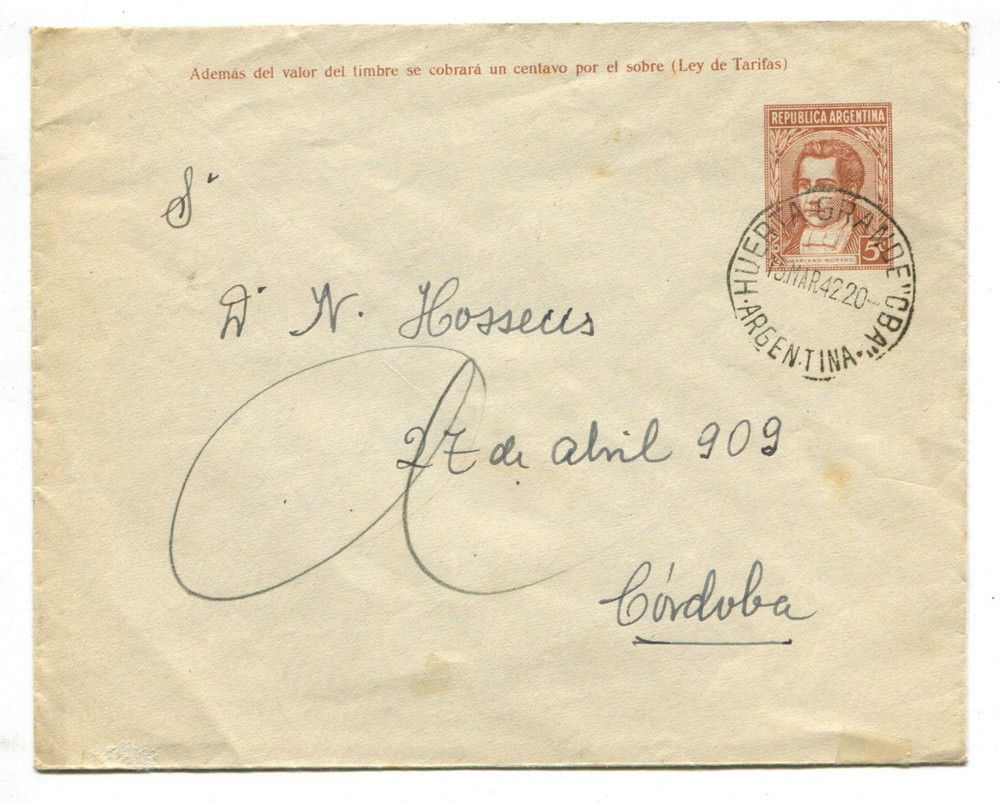 Además del valor del timbre se cobrará un centavo por el sobre (Ley de Tarifas)
REPUBLICA ARGENTINA
MARIANO MORENO
5c
HUERTA GRANDE "CBA"
MAR.42 20
ARGENTINA
Sr
Dr N. Hosseus
a
27 de abril 909
Córdoba